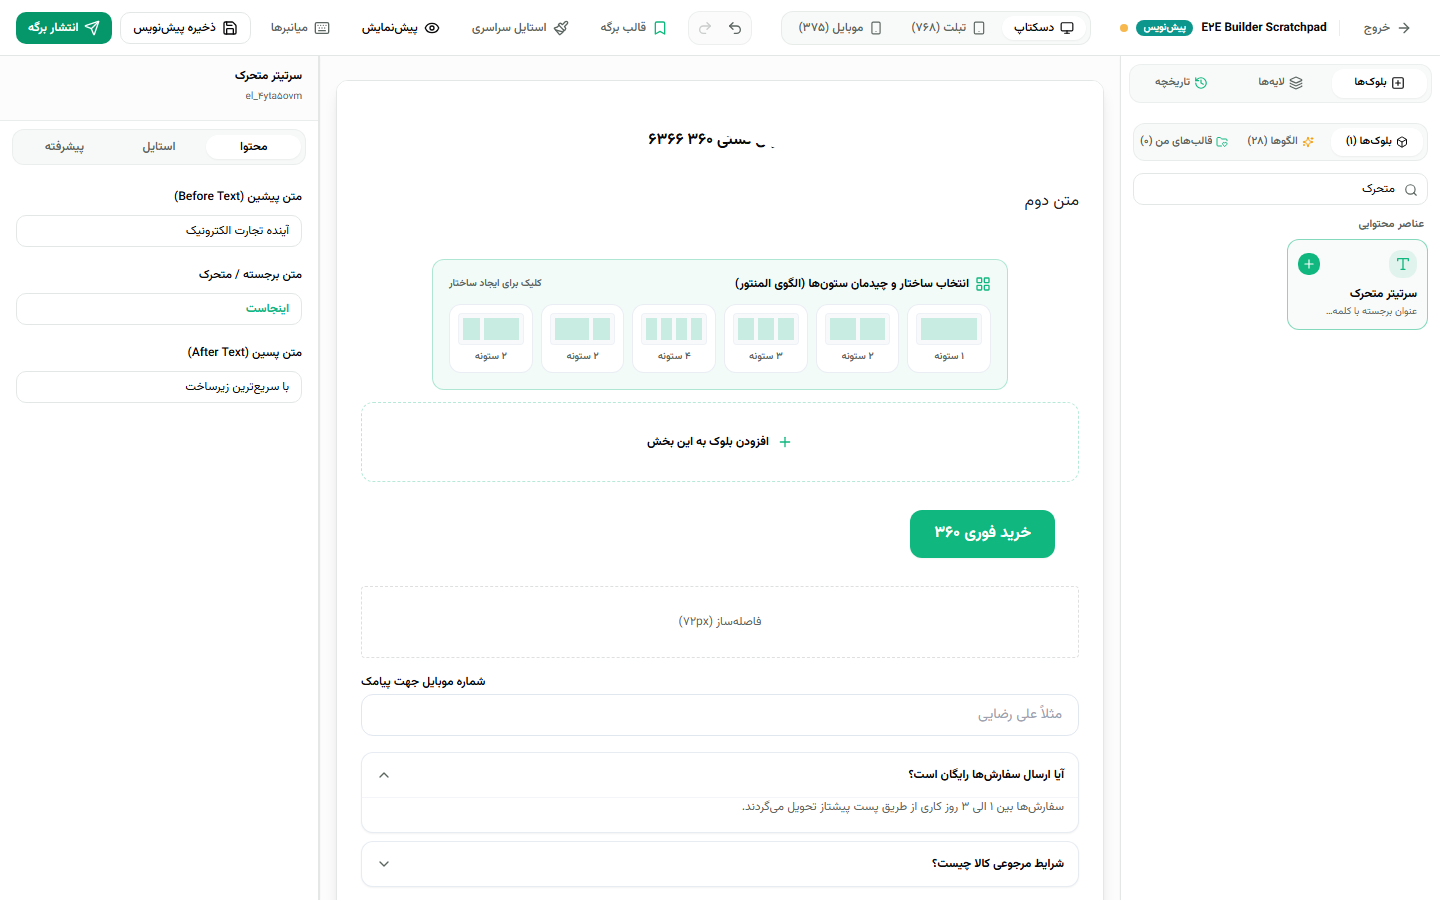 خروج
E2E Builder Scratchpad
پیش‌نویس
دسکتاپ
تبلت (۷۶۸)
موبایل (۳۷۵)
قالب برگه
استایل سراسری
پیش‌نمایش
میانبرها
ذخیره پیش‌نویس
انتشار برگه
بلوک‌ها
لایه‌ها
تاریخچه
بلوک‌ها (۱)
الگوها (۲۸)
قالب‌های من (۰)
متحرک
عناصر محتوایی
سرتیتر متحرک
عنوان برجسته با کلمه...
۳۶۰ ۶۳۶۶
متن دوم
انتخاب ساختار و چیدمان ستون‌ها (الگوی المنتور)
کلیک برای ایجاد ساختار
۱ ستونه
۲ ستونه
۳ ستونه
۴ ستونه
۲ ستونه
۲ ستونه
افزودن بلوک به این بخش
خرید فوری ۳۶۰
فاصله‌ساز (۷۲px)
شماره موبایل جهت پیامک
مثلاً علی رضایی
آیا ارسال سفارش‌ها رایگان است؟
سفارش‌ها بین ۱ الی ۳ روز کاری از طریق پست پیشتاز تحویل می‌گردند.
شرایط مرجوعی کالا چیست؟
سرتیتر متحرک
el_۴yta۵ovm
محتوا
استایل
پیشرفته
متن پیشین (Before Text)
آینده تجارت الکترونیک
متن برجسته / متحرک
اینجاست
متن پسین (After Text)
با سریع‌ترین زیرساخت